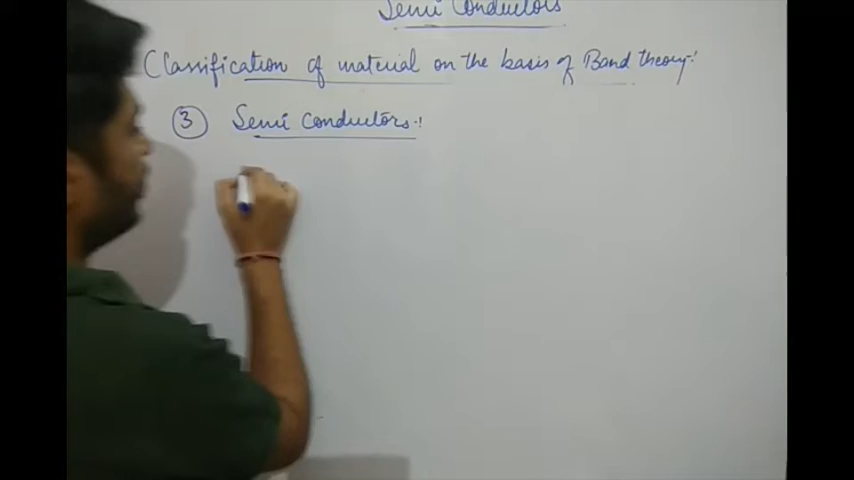 Semi Conductors
Classification of material on the basis of Band theory:
3 Semi Conductors: